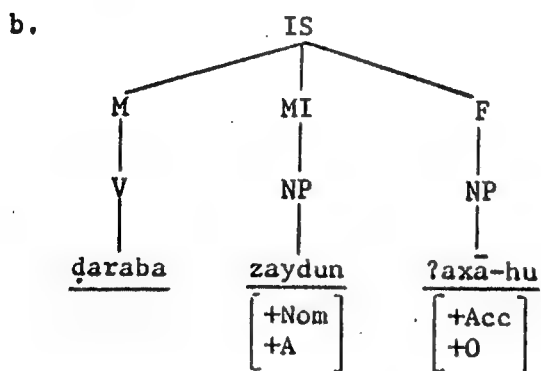 b. IS
M MI F
V NP NP
ḍaraba zaydun ?axā-hu
[+Nom +A] [+Acc +O]